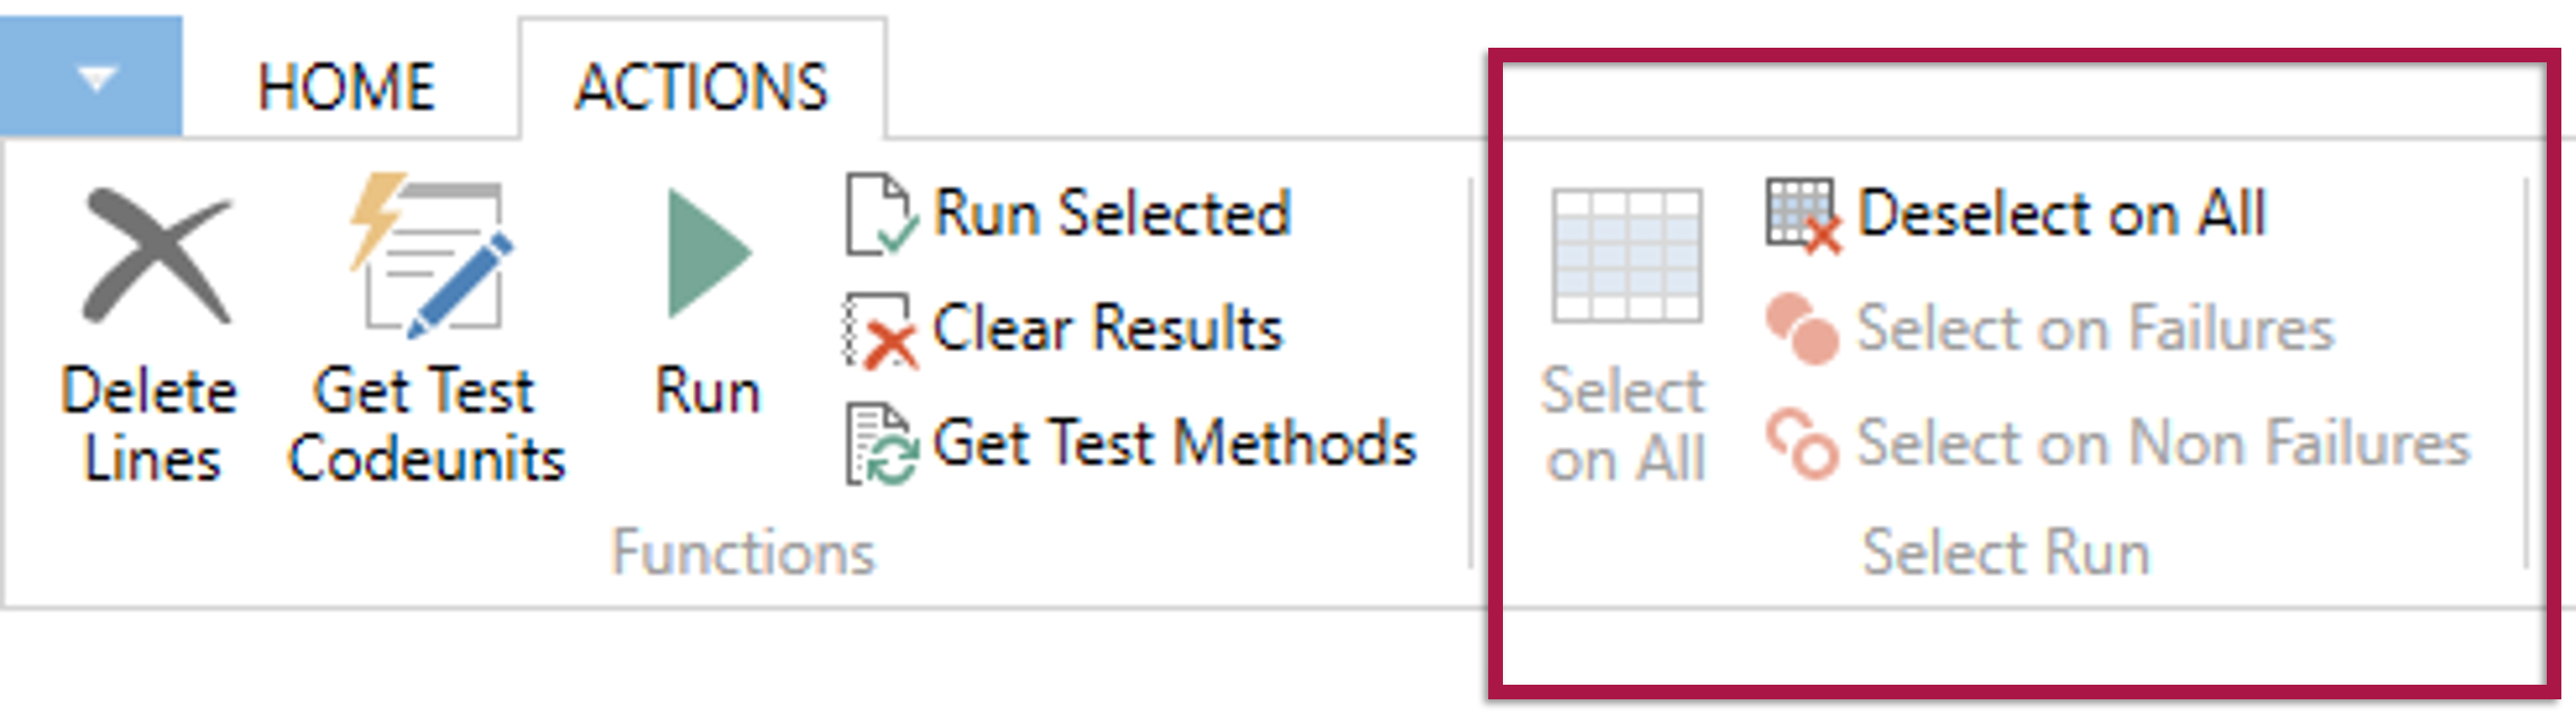 HOME
ACTIONS
Delete
Lines
Get Test
Codeunits
Run
Run Selected
Clear Results
Get Test Methods
Functions
Select
on All
Deselect on All
Select on Failures
Select on Non Failures
Select Run